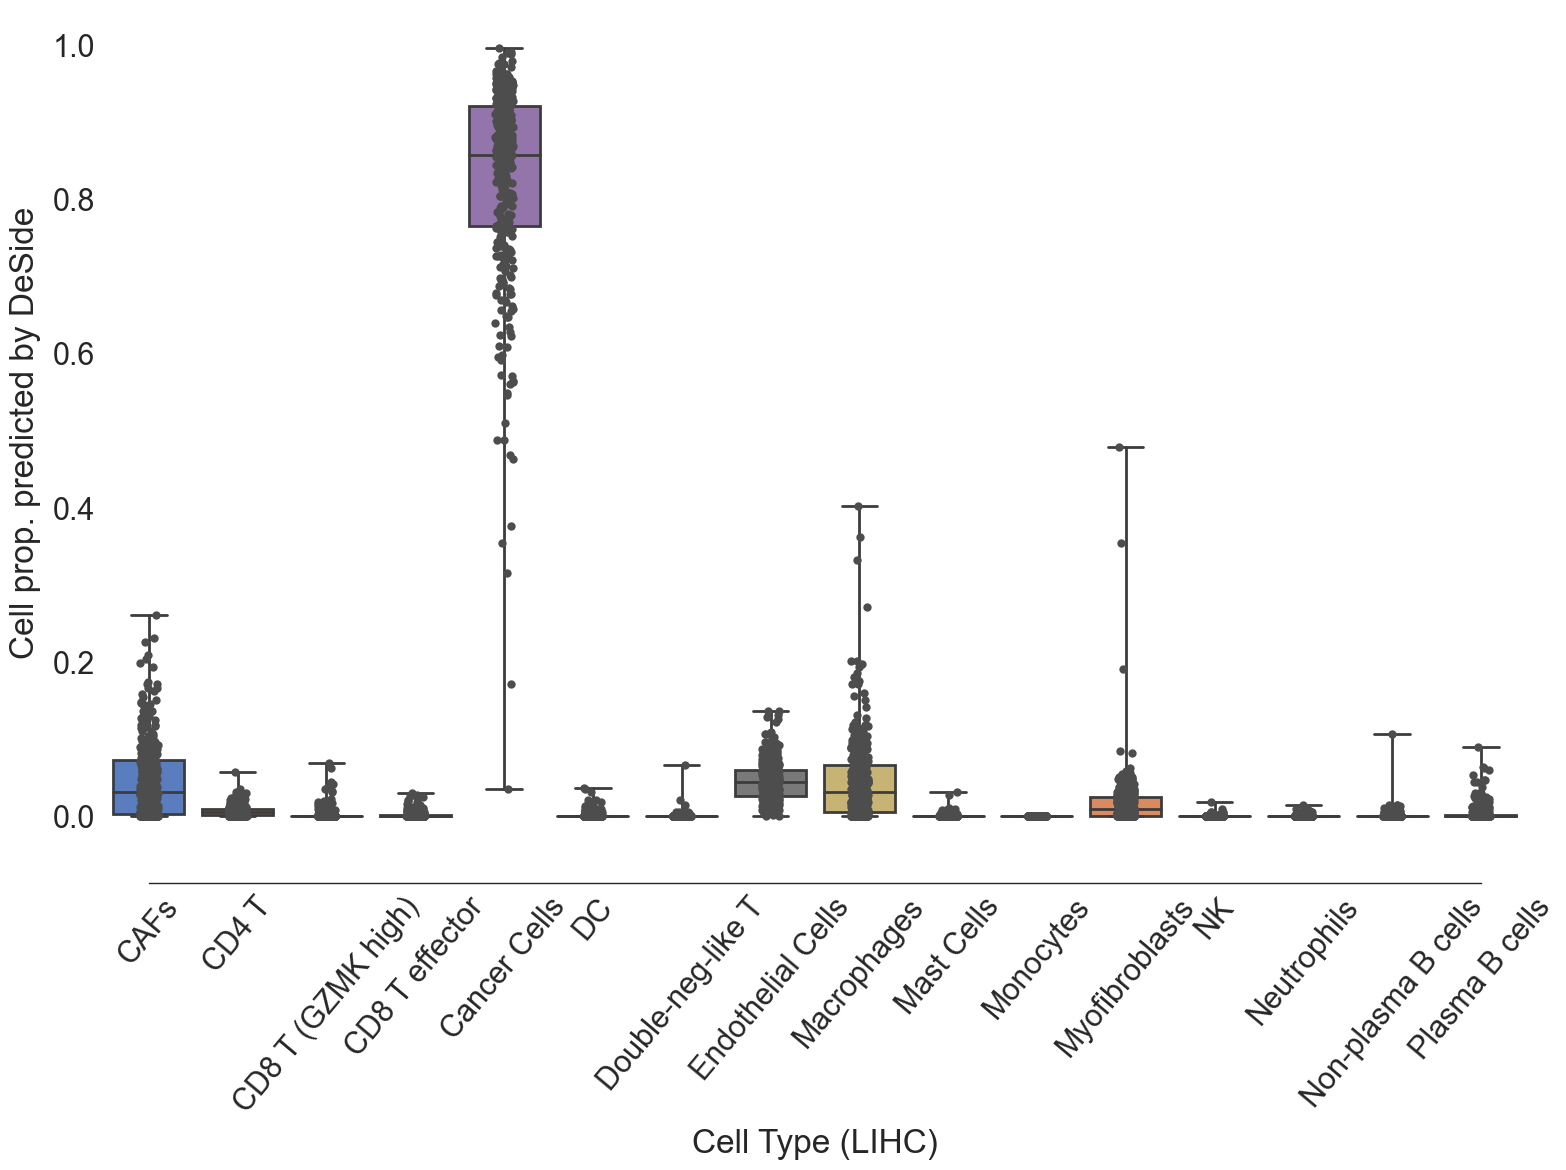 Cell prop. predicted by DeSide
1.0
0.8
0.6
0.4
0.2
0.0
CAFs
CD4 T
CD8 T (GZMK high)
CD8 T effector
Cancer Cells
DC
Double-neg-like T
Endothelial Cells
Macrophages
Mast Cells
Monocytes
Myofibroblasts
NK
Neutrophils
Non-plasma B cells
Plasma B cells
Cell Type (LIHC)